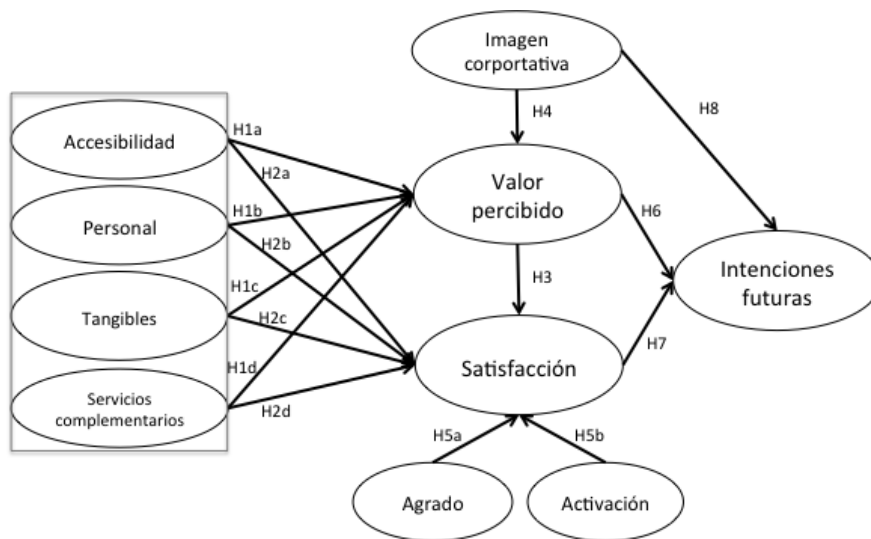 Imagen
corportativa
H4
H8
Accesibilidad
H1a
H2a
Valor
percibido
Personal
H1b
H2b
H6
Intenciones
futuras
H3
H1c
H2c
Tangibles
H7
Satisfacción
H1d
H2d
Servicios
complementarios
H5a
H5b
Agrado
Activación